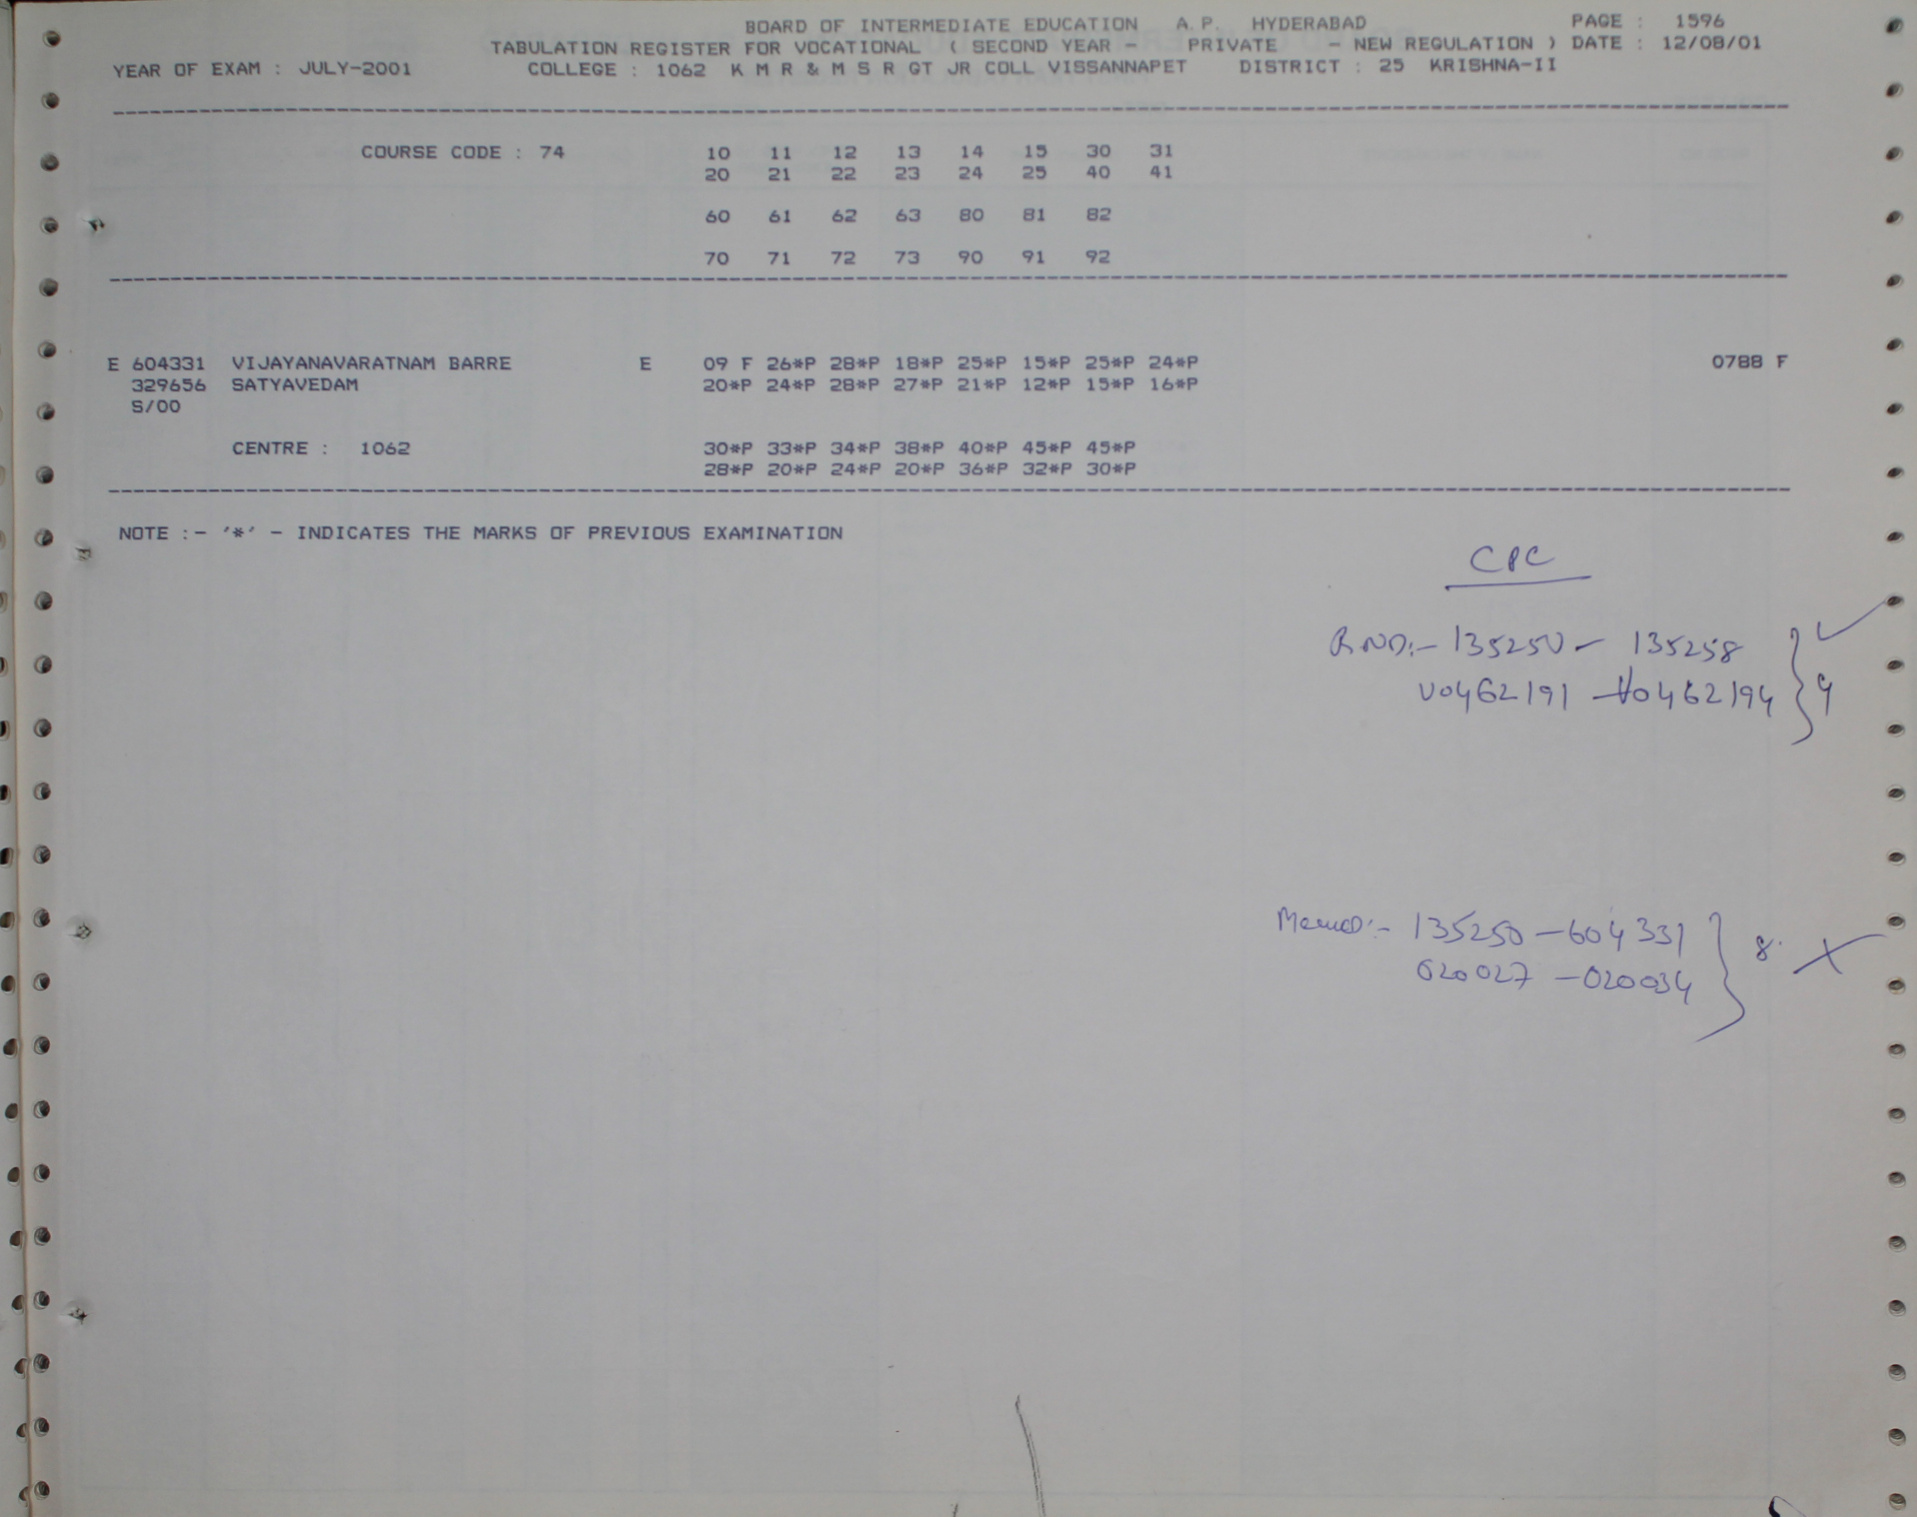 BOARD OF INTERMEDIATE EDUCATION A.P. HYDERABAD PAGE : 1596
TABULATION REGISTER FOR VOCATIONAL ( SECOND YEAR - PRIVATE - NEW REGULATION ) DATE : 12/08/01
YEAR OF EXAM : JULY-2001 COLLEGE : 1062 K M R & M S R GT JR COLL VISSANNAPET DISTRICT : 25 KRISHNA-II
COURSE CODE : 74 10 11 12 13 14 15 30 31
20 21 22 23 24 25 40 41
60 61 62 63 80 81 82
70 71 72 73 90 91 92
E 604331 VIJAYANAVARATNAM BARRE E 09 F 26*P 28*P 18*P 25*P 15*P 25*P 24*P 0788 F
329656 SATYAVEDAM 20*P 24*P 28*P 27*P 21*P 12*P 15*P 16*P
S/00
CENTRE : 1062 30*P 33*P 34*P 38*P 40*P 45*P 45*P
28*P 20*P 24*P 20*P 36*P 32*P 30*P
NOTE :- '*' - INDICATES THE MARKS OF PREVIOUS EXAMINATION
CPC
R.NO:- 135250 - 135258
V0462191 - V0462194
Memo:- 135250 - 604331 8.
020027 - 020034